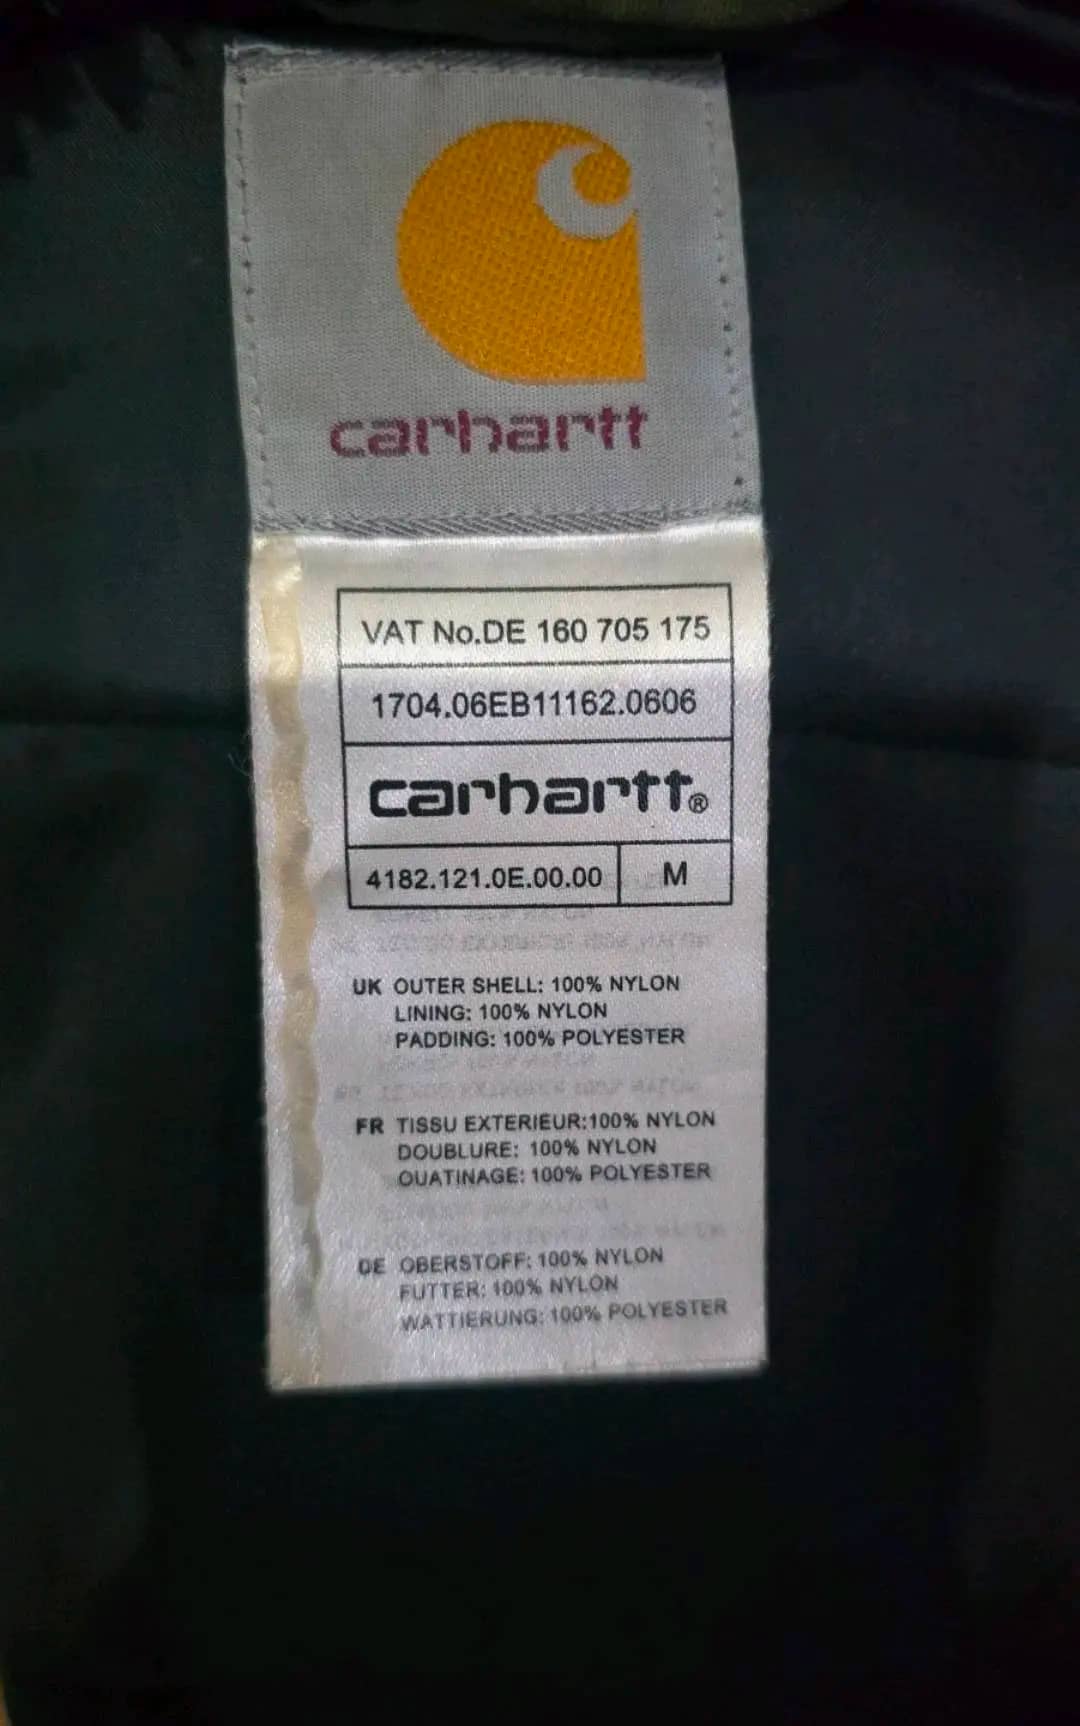 carhartt
VAT No.DE 160 705 175
1704.06EB11162.0606
carhartt®
4182.121.0E.00.00 M
UK OUTER SHELL: 100% NYLON
LINING: 100% NYLON
PADDING: 100% POLYESTER
FR TISSU EXTERIEUR:100% NYLON
DOUBLURE: 100% NYLON
OUATINAGE: 100% POLYESTER
DE OBERSTOFF: 100% NYLON
FUTTER: 100% NYLON
WATTIERUNG: 100% POLYESTER